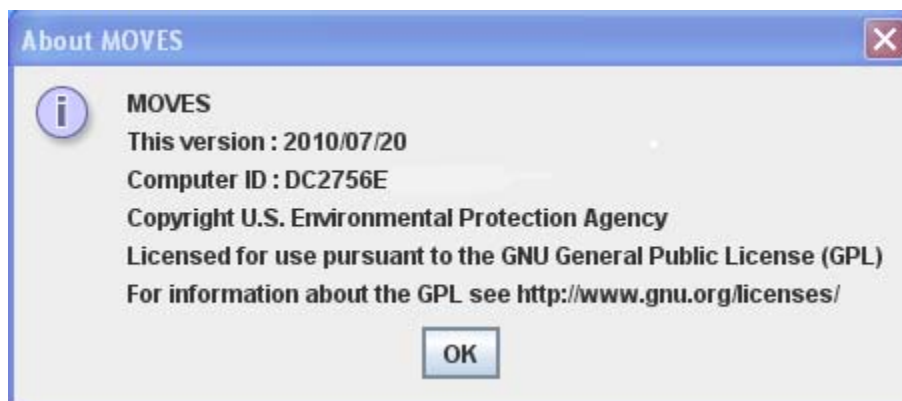 About MOVES
MOVES
This version : 2010/07/20
Computer ID : DC2756E
Copyright U.S. Environmental Protection Agency
Licensed for use pursuant to the GNU General Public License (GPL)
For information about the GPL see http://www.gnu.org/licenses/
OK